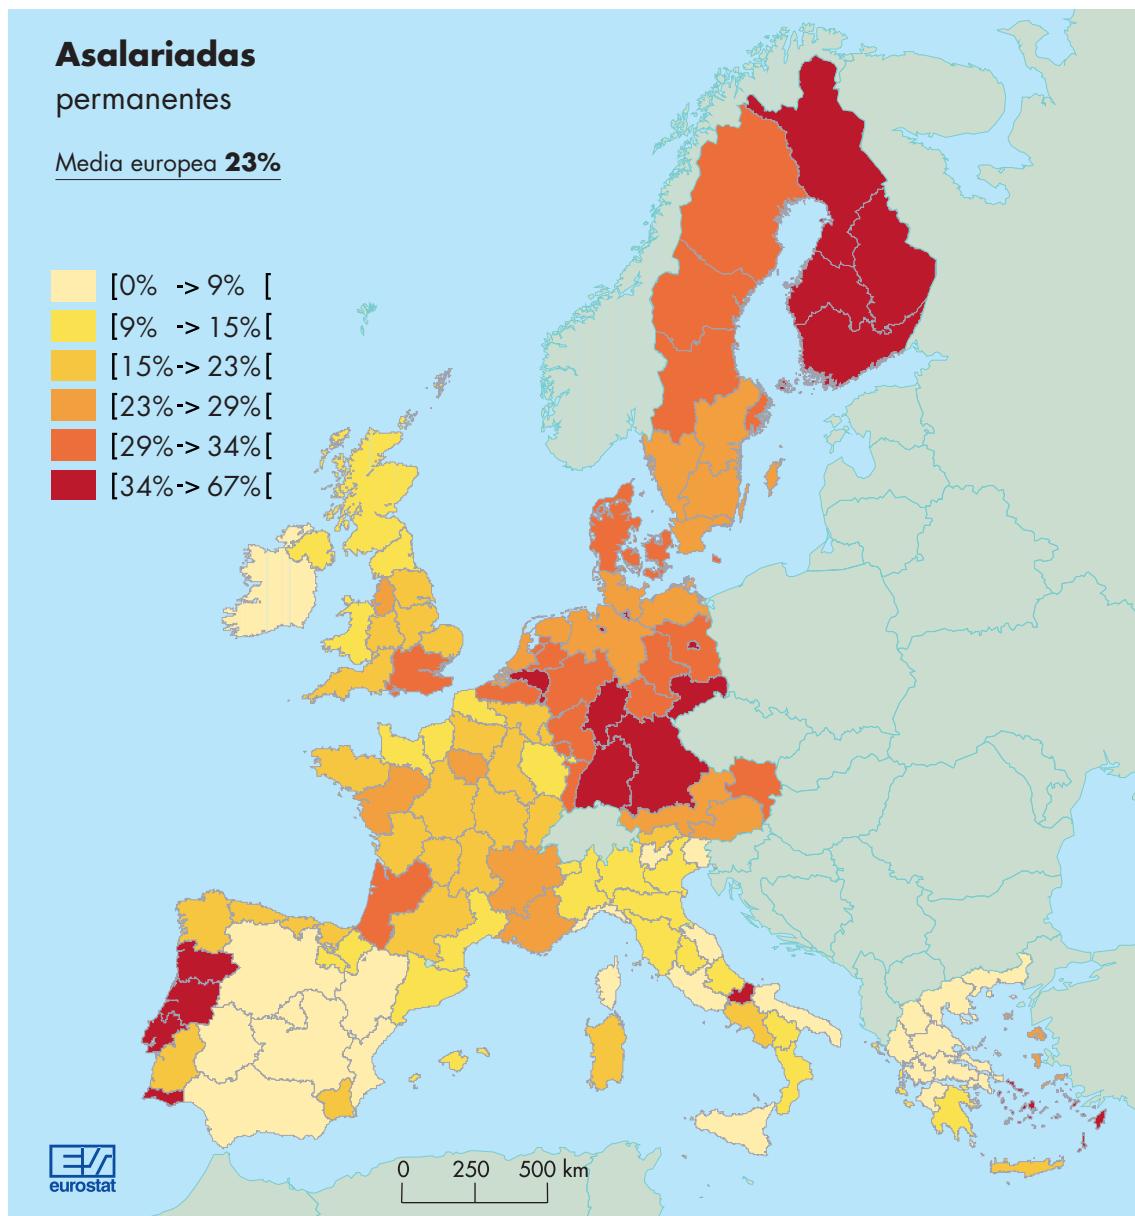 Asalariadas
permanentes
Media europea 23%
[0% -> 9% [
[9% -> 15%[
[15%-> 23%[
[23%-> 29%[
[29%-> 34%[
[34%-> 67%[
eurostat
0 250 500 km